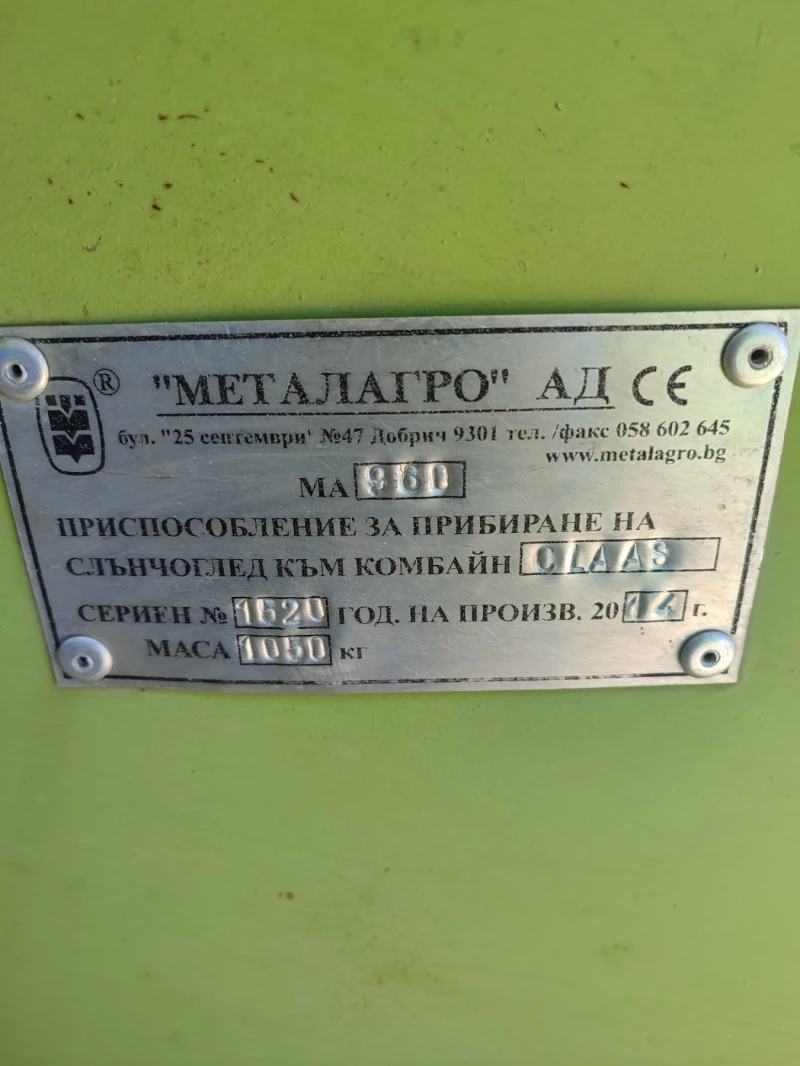 ® "МЕТАЛАГРО" АД CE
бул. "25 септември' №47 Добрич 9301 тел. /факс 058 602 645
www.metalagro.bg
МА 960
ПРИСПОСОБЛЕНИЕ ЗА ПРИБИРАНЕ НА
СЛЪНЧОГЛЕД КЪМ КОМБАЙН CLAAS
СЕРИЕН № 1520 ГОД. НА ПРОИЗВ. 2014 г.
МАСА 1050 кг